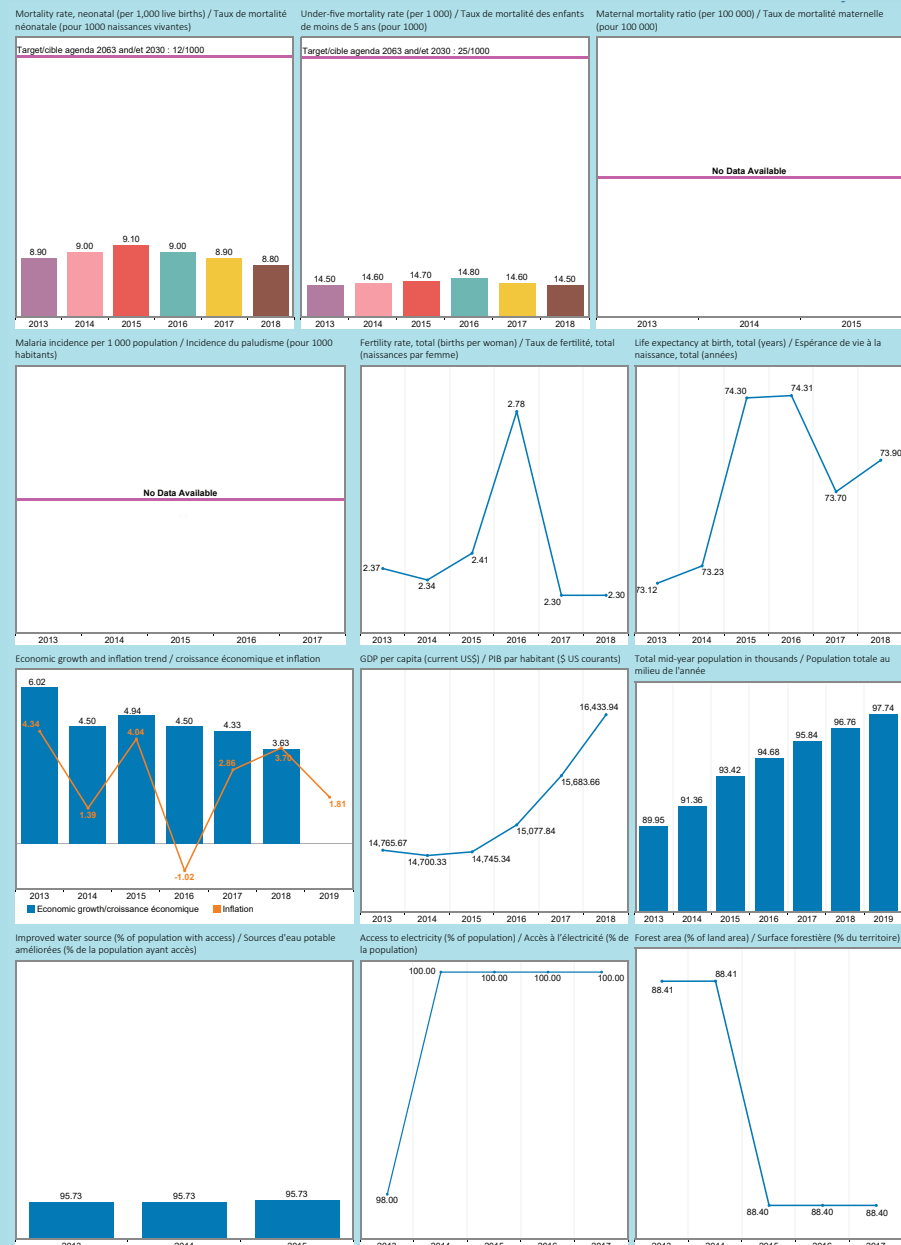 Mortality rate, neonatal (per 1,000 live births) / Taux de mortalité
néonatale (pour 1000 naissances vivantes)
Target/cible agenda 2063 and/et 2030 : 12/1000
8.90
9.00
9.10
9.00
8.90
8.80
2013 2014 2015 2016 2017 2018
Under-five mortality rate (per 1 000) / Taux de mortalité des enfants
de moins de 5 ans (pour 1000)
Target/cible agenda 2063 and/et 2030 : 25/1000
14.50
14.60
14.70
14.80
14.60
14.50
2013 2014 2015 2016 2017 2018
Maternal mortality ratio (per 100 000) / Taux de mortalité maternelle
(pour 100 000)
No Data Available
2013 2014 2015
Malaria incidence per 1 000 population / Incidence du paludisme (pour 1000
habitants)
No Data Available
2013 2014 2015 2016 2017
Fertility rate, total (births per woman) / Taux de fertilité, total
(naissances par femme)
2.37
2.34
2.41
2.78
2.30
2.30
2013 2014 2015 2016 2017 2018
Life expectancy at birth, total (years) / Espérance de vie à la
naissance, total (années)
73.12
73.23
74.30
74.31
73.70
73.90
2013 2014 2015 2016 2017 2018
Economic growth and inflation trend / croissance économique et inflation
6.02
4.50
4.94
4.50
4.33
3.63
4.34
1.39
4.04
-1.02
2.86
3.70
1.81
2013 2014 2015 2016 2017 2018 2019
Economic growth/croissance économique Inflation
GDP per capita (current US$) / PIB par habitant ($ US courants)
14,765.67
14,700.33
14,745.34
15,077.84
15,683.66
16,433.94
2013 2014 2015 2016 2017 2018
Total mid-year population in thousands / Population totale au
milieu de l'année
89.95
91.36
93.42
94.68
95.84
96.76
97.74
2013 2014 2015 2016 2017 2018 2019
Improved water source (% of population with access) / Sources d'eau potable
améliorées (% de la population ayant accès)
95.73
95.73
95.73
2013 2014 2015
Access to electricity (% of population) / Accès à l'électricité (% de
la population)
98.00
100.00
100.00
100.00
100.00
2013 2014 2015 2016 2017
Forest area (% of land area) / Surface forestière (% du territoire)
88.41
88.41
88.40
88.40
88.40
2013 2014 2015 2016 2017